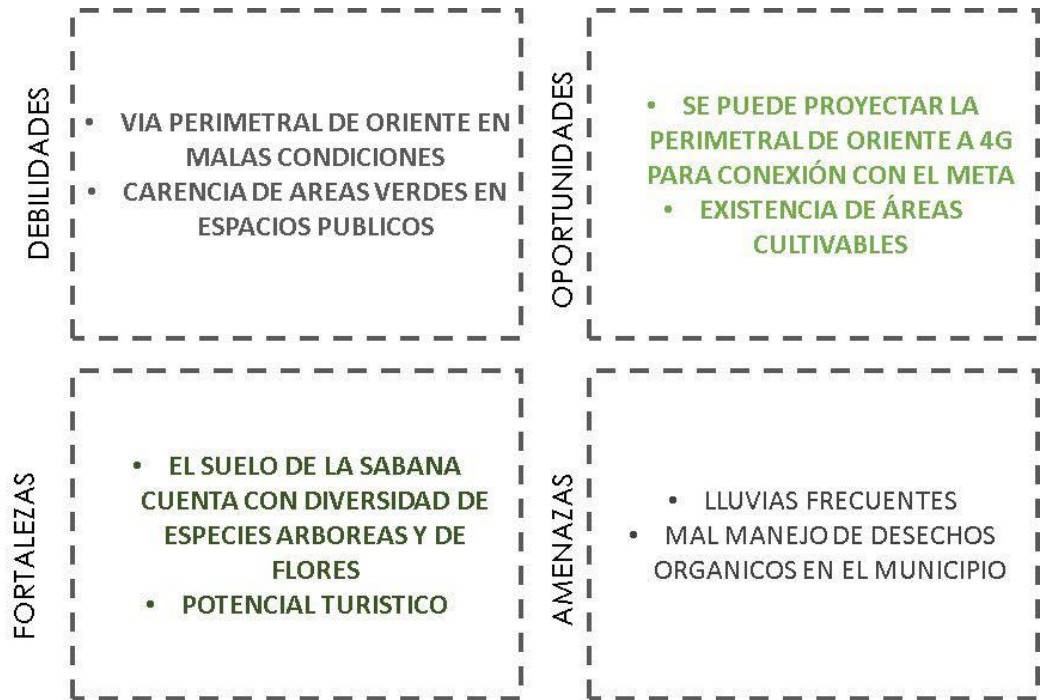 DEBILIDADES
• VIA PERIMETRAL DE ORIENTE EN
MALAS CONDICIONES
• CARENCIA DE AREAS VERDES EN
ESPACIOS PUBLICOS
OPORTUNIDADES
• SE PUEDE PROYECTAR LA
PERIMETRAL DE ORIENTE A 4G
PARA CONEXIÓN CON EL META
• EXISTENCIA DE ÁREAS
CULTIVABLES
FORTALEZAS
• EL SUELO DE LA SABANA
CUENTA CON DIVERSIDAD DE
ESPECIES ARBOREAS Y DE
FLORES
• POTENCIAL TURISTICO
AMENAZAS
• LLUVIAS FRECUENTES
• MAL MANEJO DE DESECHOS
ORGANICOS EN EL MUNICIPIO